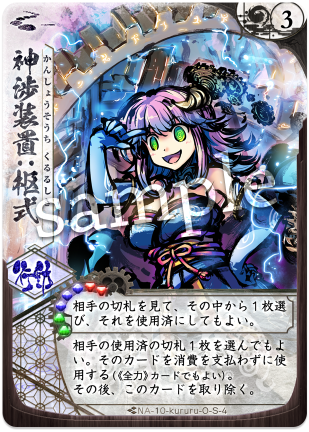 3
神渉装置:枢式
かんしょうそうち くるるしき
sample
行動
相手の切札を見て、その中から1枚選
び、それを使用済にしてもよい。
相手の使用済の切札1枚を選んでもよ
い。そのカードを消費を支払わずに使
用する(《全力》カードでもよい)。
その後、このカードを取り除く。
NA-10-kururu-O-S-4